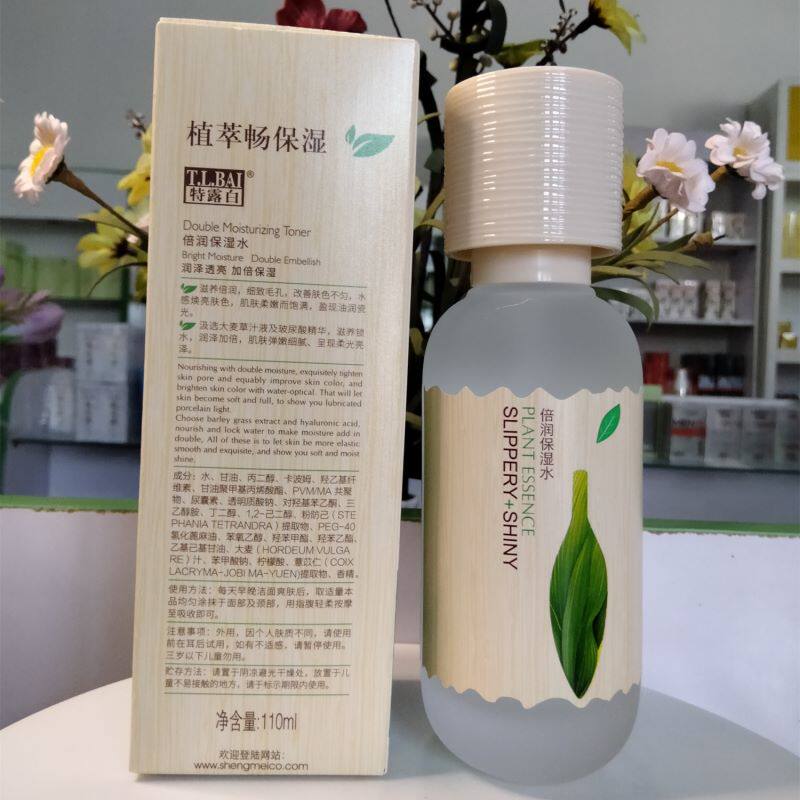 植萃畅保湿
T.L.BAI®
特露白
Double Moisturizing Toner
倍润保湿水
Bright Moisture Double Embellish
润泽透亮 加倍保湿
滋养倍润，细致毛孔，改善肤色不匀，水
感焕亮肤色，肌肤柔嫩而饱满，盈现油润瓷
光。
汲选大麦草汁液及玻尿酸精华，滋养锁
水，润泽加倍，肌肤弹嫩细腻、呈现柔光亮
泽。
Nourishing with double moisture, exquisitely tighten
skin pore and equably improve skin color, and
brighten skin color with water-optical. That will let
skin become soft and full, to show you lubricated
porcelain light.
Choose barley grass extract and hyaluronic acid,
nourish and lock water to make moisture add in
double, All of these is to let skin be more elastic
smooth and exquisite, and show you soft and moist
shine.
成分：水、甘油、丙二醇、卡波姆、羟乙基纤
维素、甘油聚甲基丙烯酸酯、PVM/MA 共聚
物、尿囊素、透明质酸钠、对羟基苯乙酮、三
乙醇胺、丁二醇、1,2-己二醇、粉防己（STE
PHANIA TETRANDRA）提取物、PEG-40
氢化蓖麻油、苯氧乙醇、羟苯甲酯、羟苯乙酯、
乙基己基甘油、大麦（HORDEUM VULGA
RE）汁、苯甲酸钠、柠檬酸、薏苡仁（COIX
LACRYMA-JOBI MA-YUEN)提取物、香精。
使用方法：每天早晚洁面爽肤后，取适量本
品均匀涂抹于面部及颈部，用指腹轻柔按摩
至吸收即可。
注意事项：外用，因个人肤质不同，请使用
前在耳后试用，如有不适感，请暂停使用。
三岁以下儿童勿用。
贮存方法：请置于阴凉避光干燥处，放置于儿
童不易接触的地方，请于标示期限内使用。
净含量:110ml
欢迎登陆网站：
www.shengmeico.com
倍润保湿水
PLANT ESSENCE
SLIPPERY+SHINY